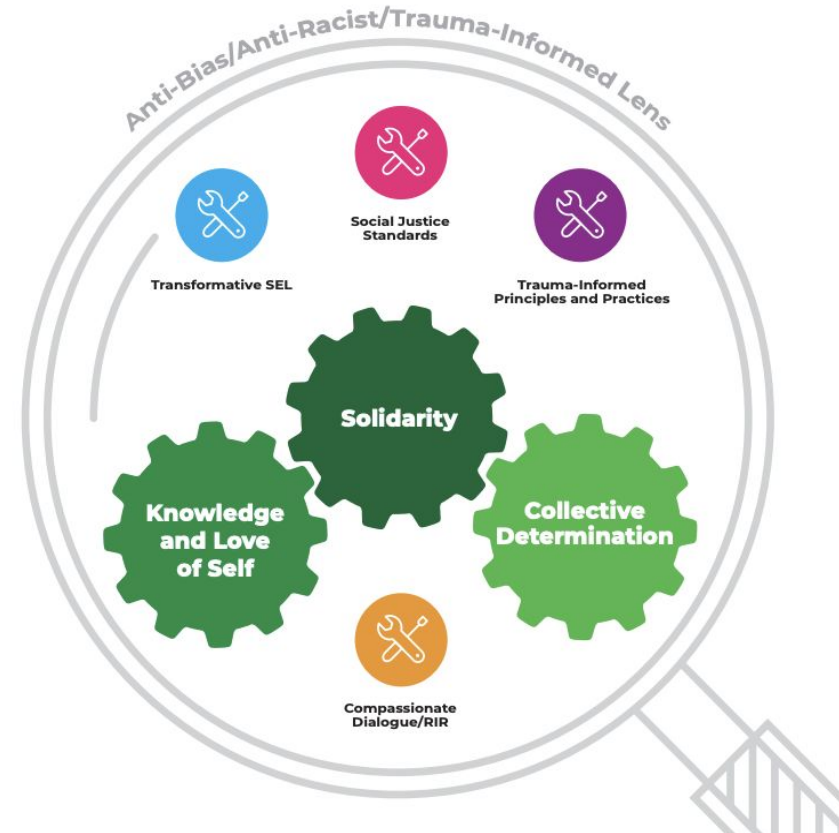 Anti-Bias/Anti-Racist/Trauma-Informed Lens
Social Justice
Standards
Transformative SEL
Trauma-Informed
Principles and Practices
Solidarity
Knowledge
and Love
of Self
Collective
Determination
Compassionate
Dialogue/RIR